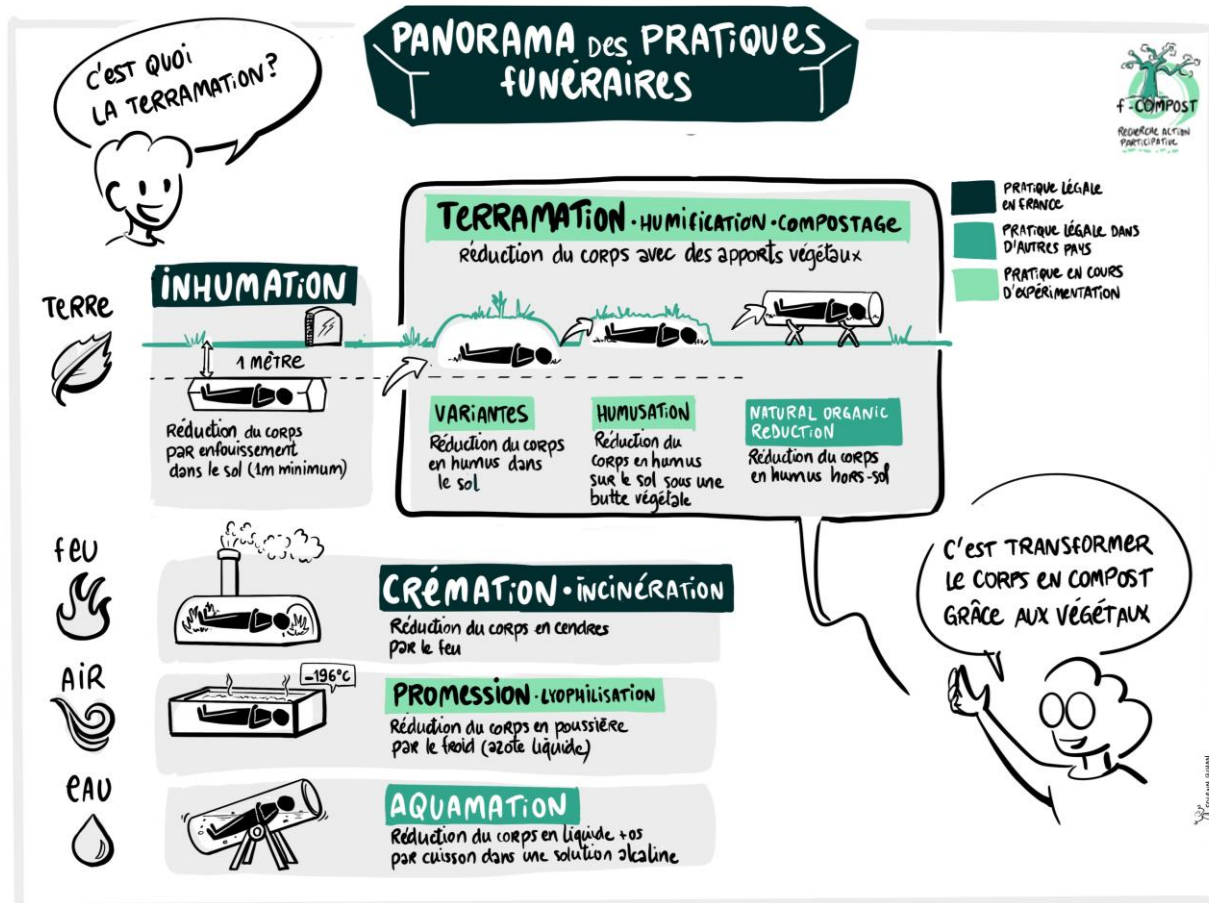 PANORAMA DES PRATIQUES
FUNÉRAIRES
C'EST QUOI
LA TERRAMATION?
f-COMPOST
RECHERCHE ACTION
PARTICIPATIVE
PRATIQUE LÉGALE
EN FRANCE
PRATIQUE LÉGALE DANS
D'AUTRES PAYS
PRATIQUE EN COURS
D'EXPÉRIMENTATION
TERRAMATION · HUMIFICATION · COMPOSTAGE
Réduction du corps avec des apports végétaux
TERRE
INHUMATION
1 MÈTRE
Réduction du corps
par enfouissement
dans le sol (1m minimum)
VARIANTES
Réduction du corps
en humus dans
le sol
HUMUSATION
Réduction du
corps en humus
sur le sol sous une
butte végétale
NATURAL ORGANIC
REDUCTION
Réduction du corps
en humus hors-sol
FEU
CRÉMATION · INCINÉRATION
Réduction du corps en cendres
par le feu
C'EST TRANSFORMER
LE CORPS EN COMPOST
GRÂCE AUX VÉGÉTAUX
AIR
-196°C
PROMESSION · LYOPHILISATION
Réduction du corps en poussière
par le froid (azote liquide)
EAU
AQUAMATION
Réduction du corps en liquide + os
par cuisson dans une solution alkaline